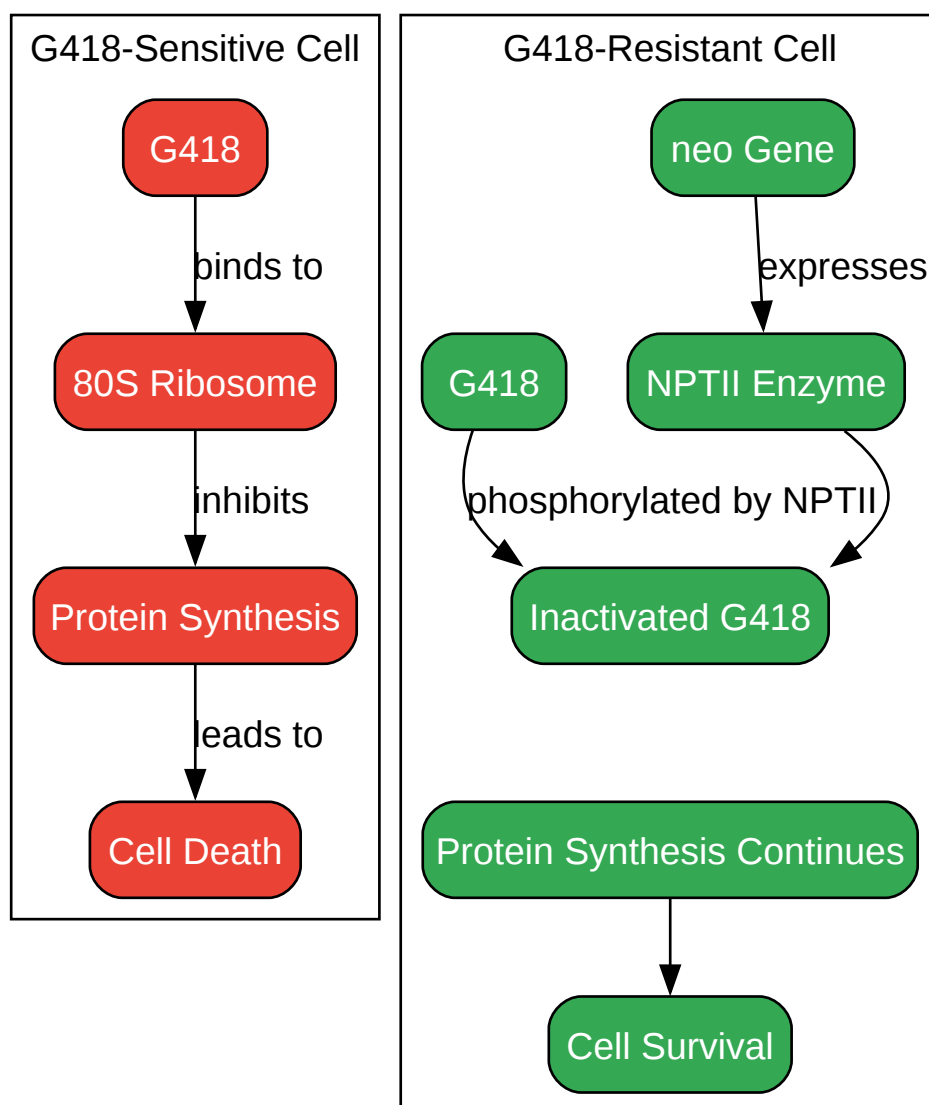 G418-Sensitive Cell
G418
binds to
80S Ribosome
inhibits
Protein Synthesis
leads to
Cell Death
G418-Resistant Cell
neo Gene
expresses
G418
NPTII Enzyme
phosphorylated by NPTII
Inactivated G418
Protein Synthesis Continues
Cell Survival